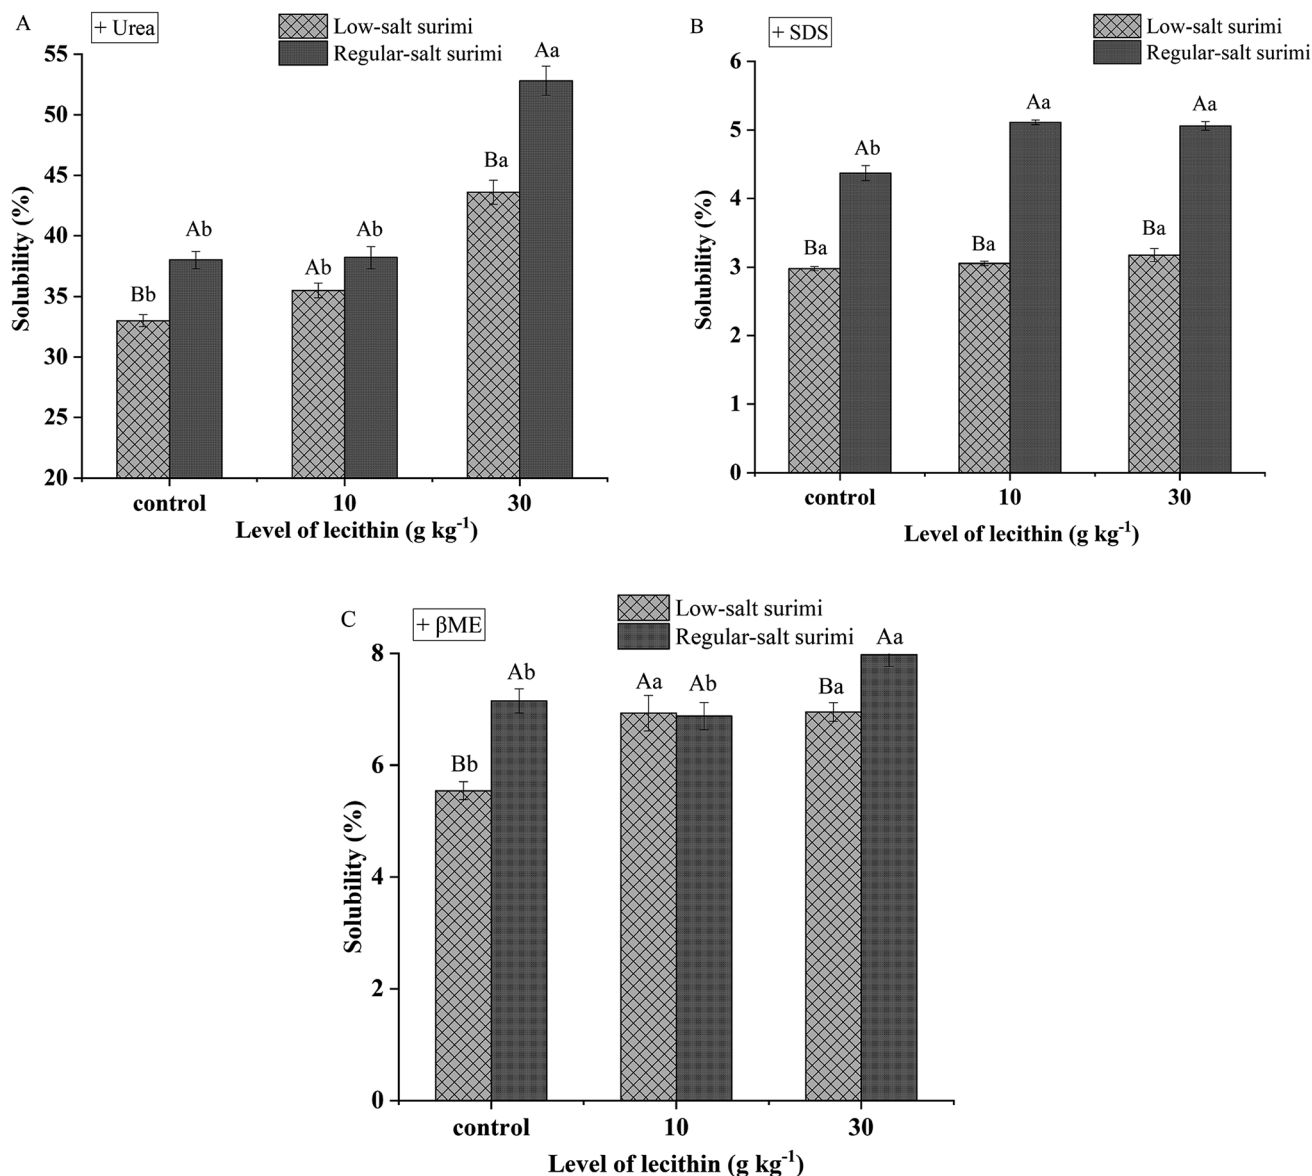 A
+ Urea
Low-salt surimi
Regular-salt surimi
55
50
45
40
35
30
25
20
Solubility (%)
Bb
Ab
Ab
Ab
Ba
Aa
control
10
30
Level of lecithin (g kg⁻¹)
B
+ SDS
Low-salt surimi
Regular-salt surimi
6
5
4
3
2
1
0
Solubility (%)
Ba
Ab
Ba
Aa
Ba
Aa
control
10
30
Level of lecithin (g kg⁻¹)
C
+ βME
Low-salt surimi
Regular-salt surimi
8
6
4
2
0
Solubility (%)
Bb
Ab
Aa
Ab
Ba
Aa
control
10
30
Level of lecithin (g kg⁻¹)